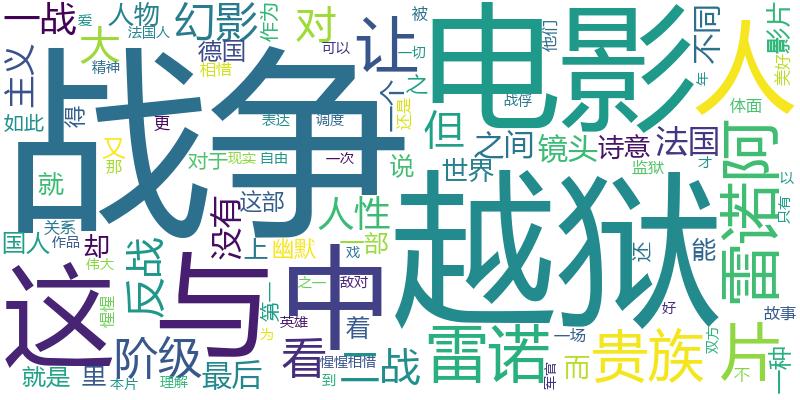 一战
人物
爱
法国人
幻影
作为
对
让
被
一切
电影
他们
不同
年
影片
美好
人
主义
大
精神
德国
相惜
可以
之
一个
还是
战俘
体面
如此
得
又
那
更
表达
调度
战争
但
之间
镜头
诗意
法国
才
雷诺阿
只有
以
就
对于
现实
自由
一次
说
世界
监狱
关系
作品
没有
这部
人性
越狱
还
能
国人
却
伟大
上
幽默
一部
反战
惺惺
与
第一
之一
戏
敌对
中
着
这
为
英雄
看
惺惺相惜
到
二战
雷诺
好
一场
故事
双方
片
一种
阶级
就是
里
本片
理解
最后
军官
而
贵族
不